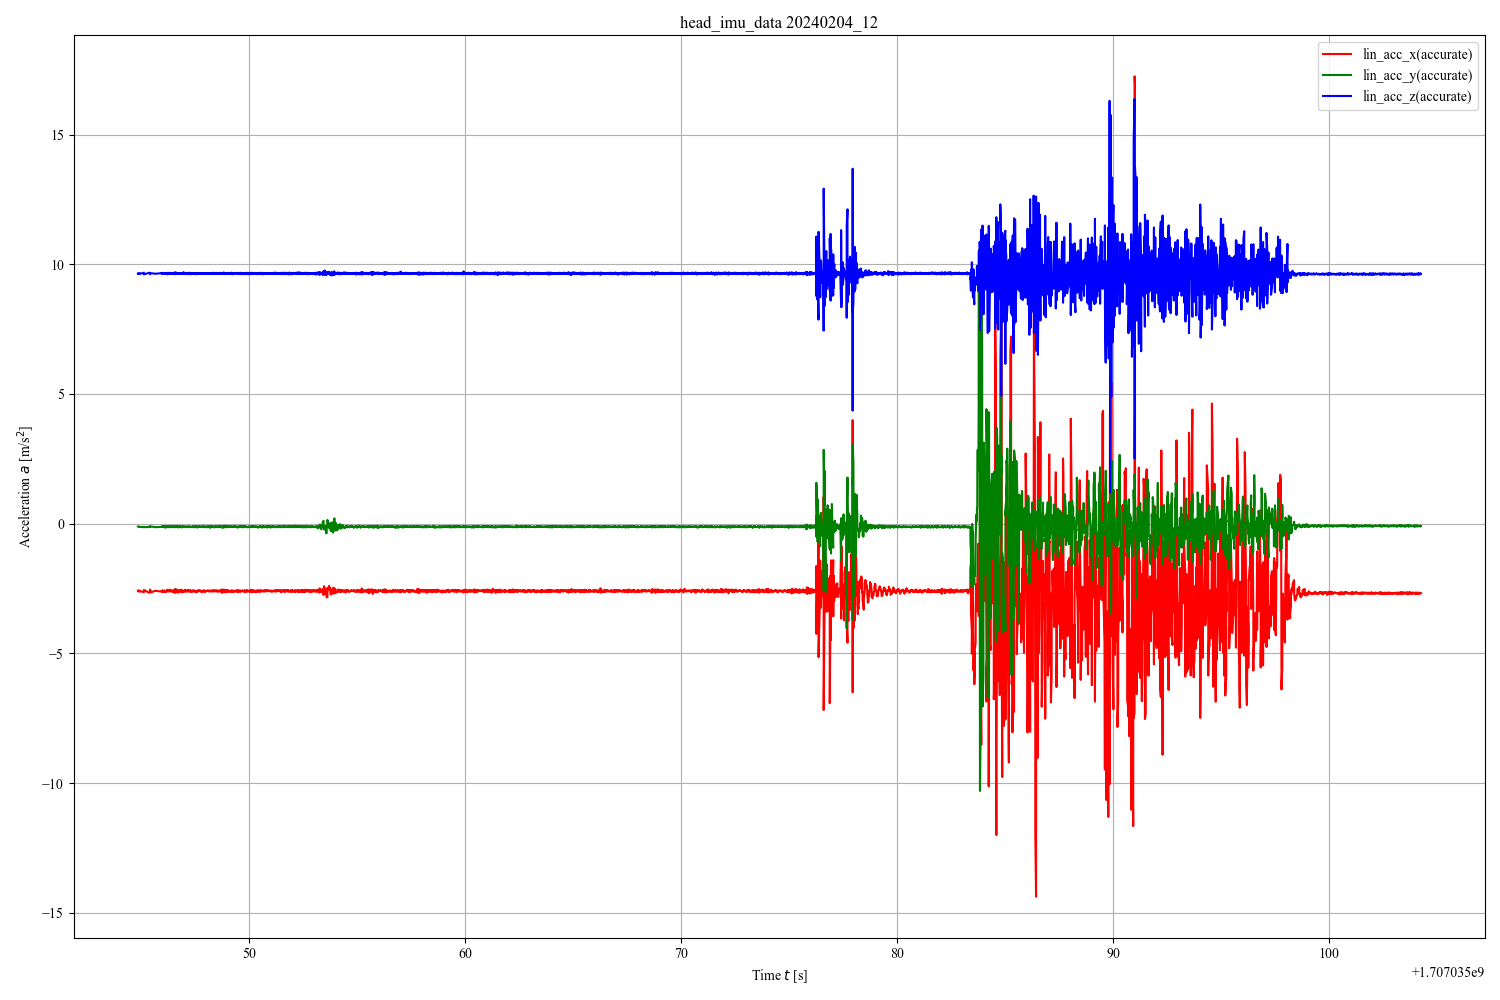 head_imu_data 20240204_12
lin_acc_x(accurate)
lin_acc_y(accurate)
lin_acc_z(accurate)
15
10
5
0
−5
−10
−15
Acceleration a [m/s²]
50
60
70
80
90
100
Time t [s]
+1.707035e9